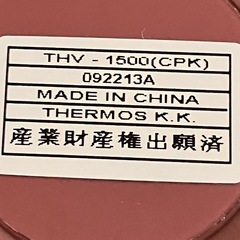 THV - 1500(CPK)
092213A
MADE IN CHINA
THERMOS K.K.
産業財産権出願済